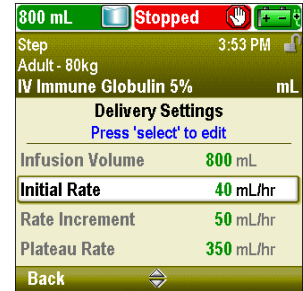 800 mL Stopped
Step 3:53 PM
Adult - 80kg
IV Immune Globulin 5% mL
Delivery Settings
Press 'select' to edit
Infusion Volume 800 mL
Initial Rate 40 mL/hr
Rate Increment 50 mL/hr
Plateau Rate 350 mL/hr
Back